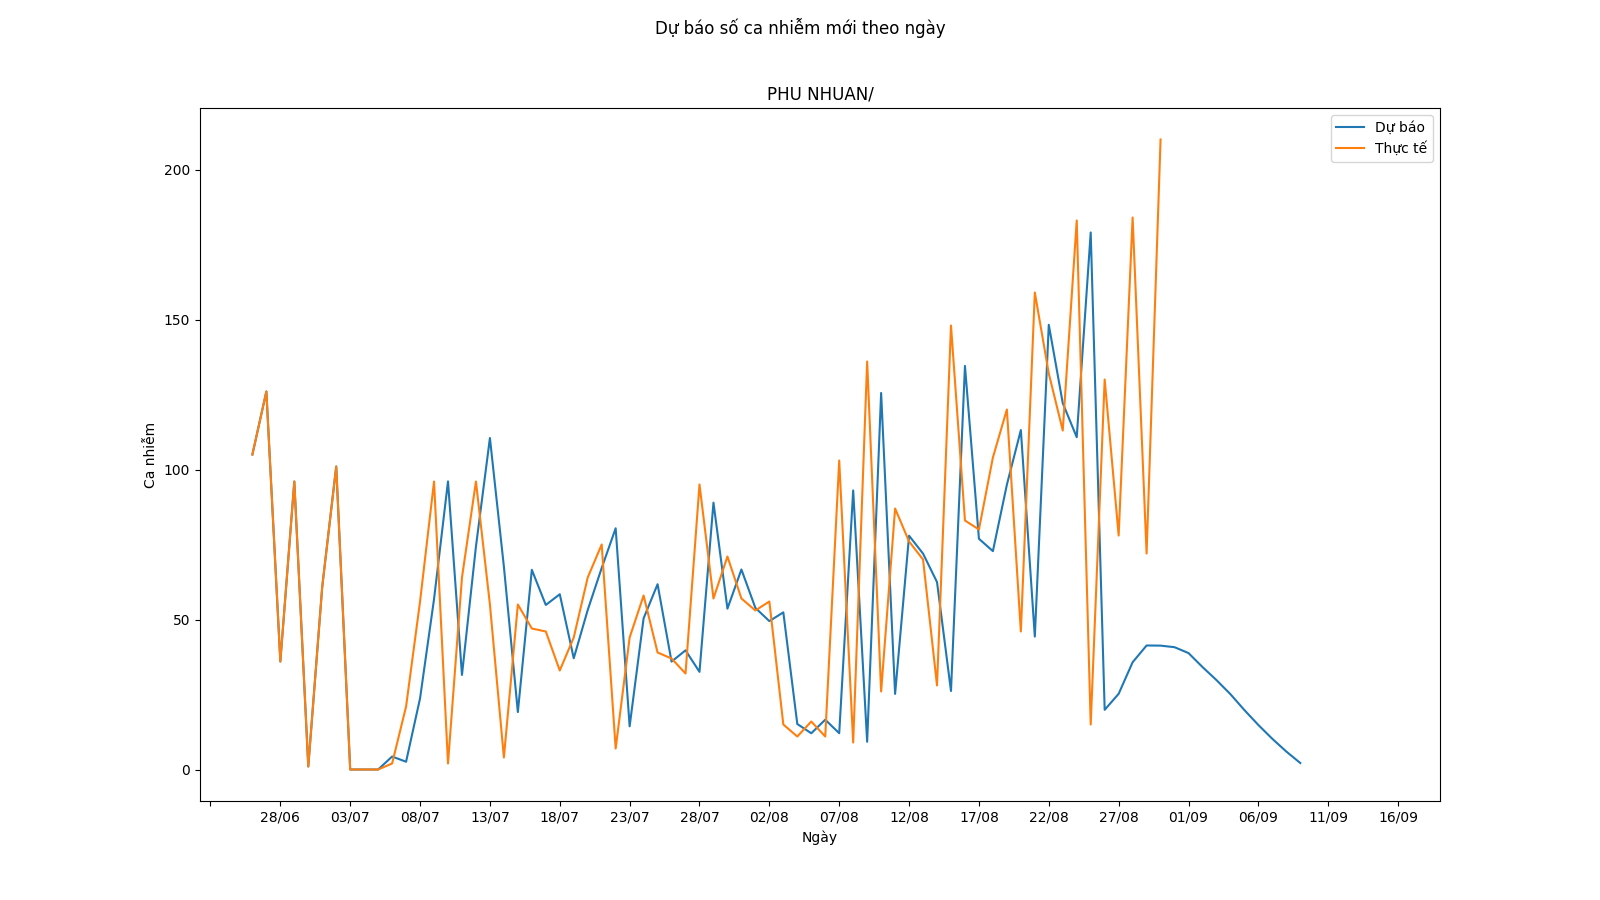 Dự báo số ca nhiễm mới theo ngày
PHU NHUAN/
Dự báo
Thực tế
200
150
100
50
0
Ca nhiễm
28/06 03/07 08/07 13/07 18/07 23/07 28/07 02/08 07/08 12/08 17/08 22/08 27/08 01/09 06/09 11/09 16/09
Ngày